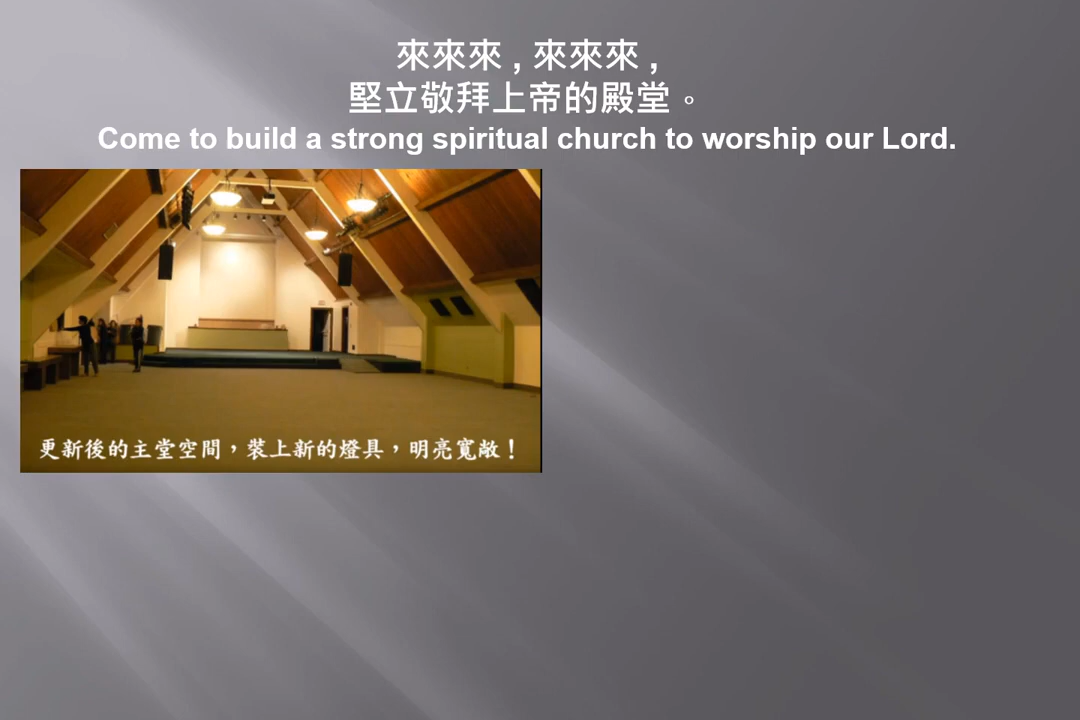 來來來 , 來來來 ,
堅立敬拜上帝的殿堂。
Come to build a strong spiritual church to worship our Lord.
更新後的主堂空間，裝上新的燈具，明亮寬敞！